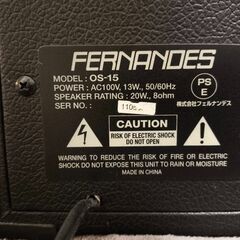 FERNANDES
MODEL: OS-15
POWER : AC100V, 13W., 50/60Hz
SPEAKER RATING : 20W., 8ohm
SER NO. :
PS
E
株式会社フェルナンデス
CAUTION
RISK OF ELECTRIC SHOCK
DO NOT OPEN
WARNING: TO REDUCE THE RISK OF FIRE OR ELECTRIC
SHOCK DO NOT EXPOSE THIS UNIT TO RAIN OR MOISTURE.
MADE IN CHINA